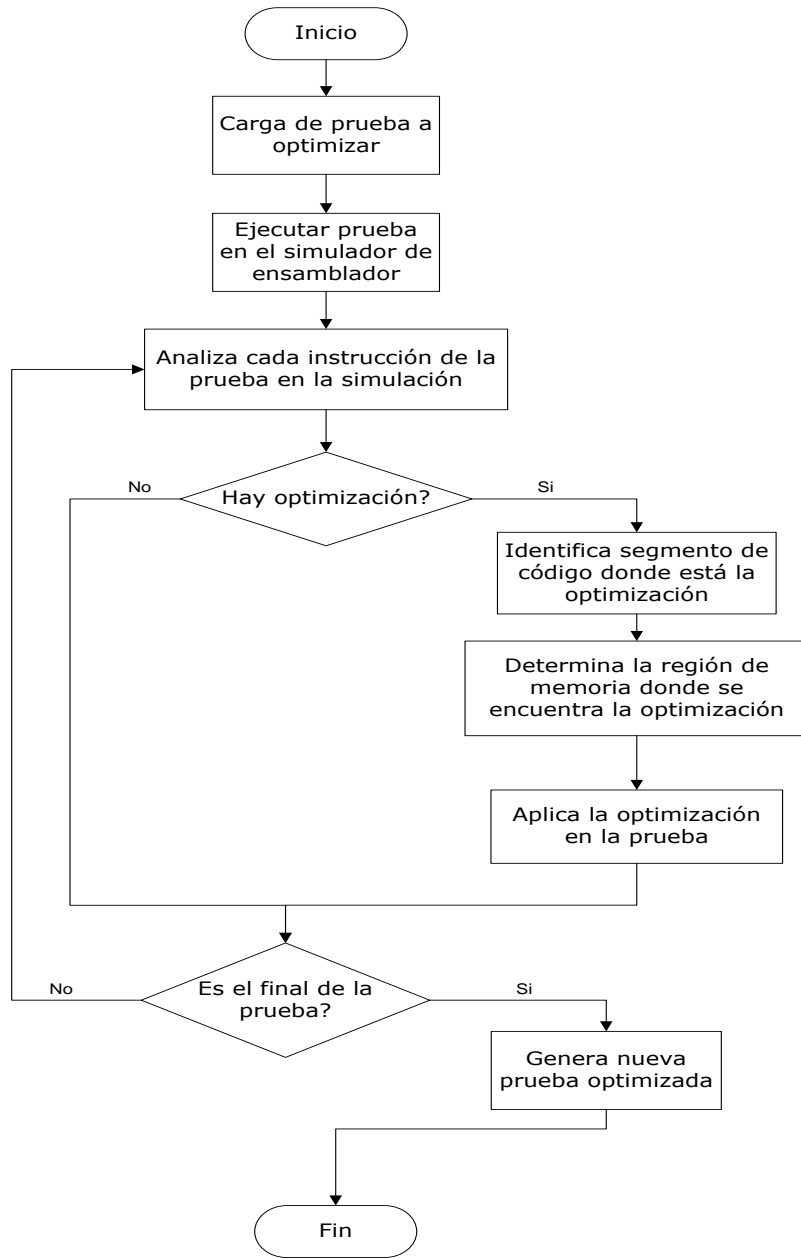 Inicio
Carga de prueba a
optimizar
Ejecutar prueba
en el simulador de
ensamblador
Analiza cada instrucción de la
prueba en la simulación
No
Hay optimización?
Si
Identifica segmento de
código donde está la
optimización
Determina la región de
memoria donde se
encuentra la optimización
Aplica la optimización
en la prueba
No
Es el final de la
prueba?
Si
Genera nueva
prueba optimizada
Fin